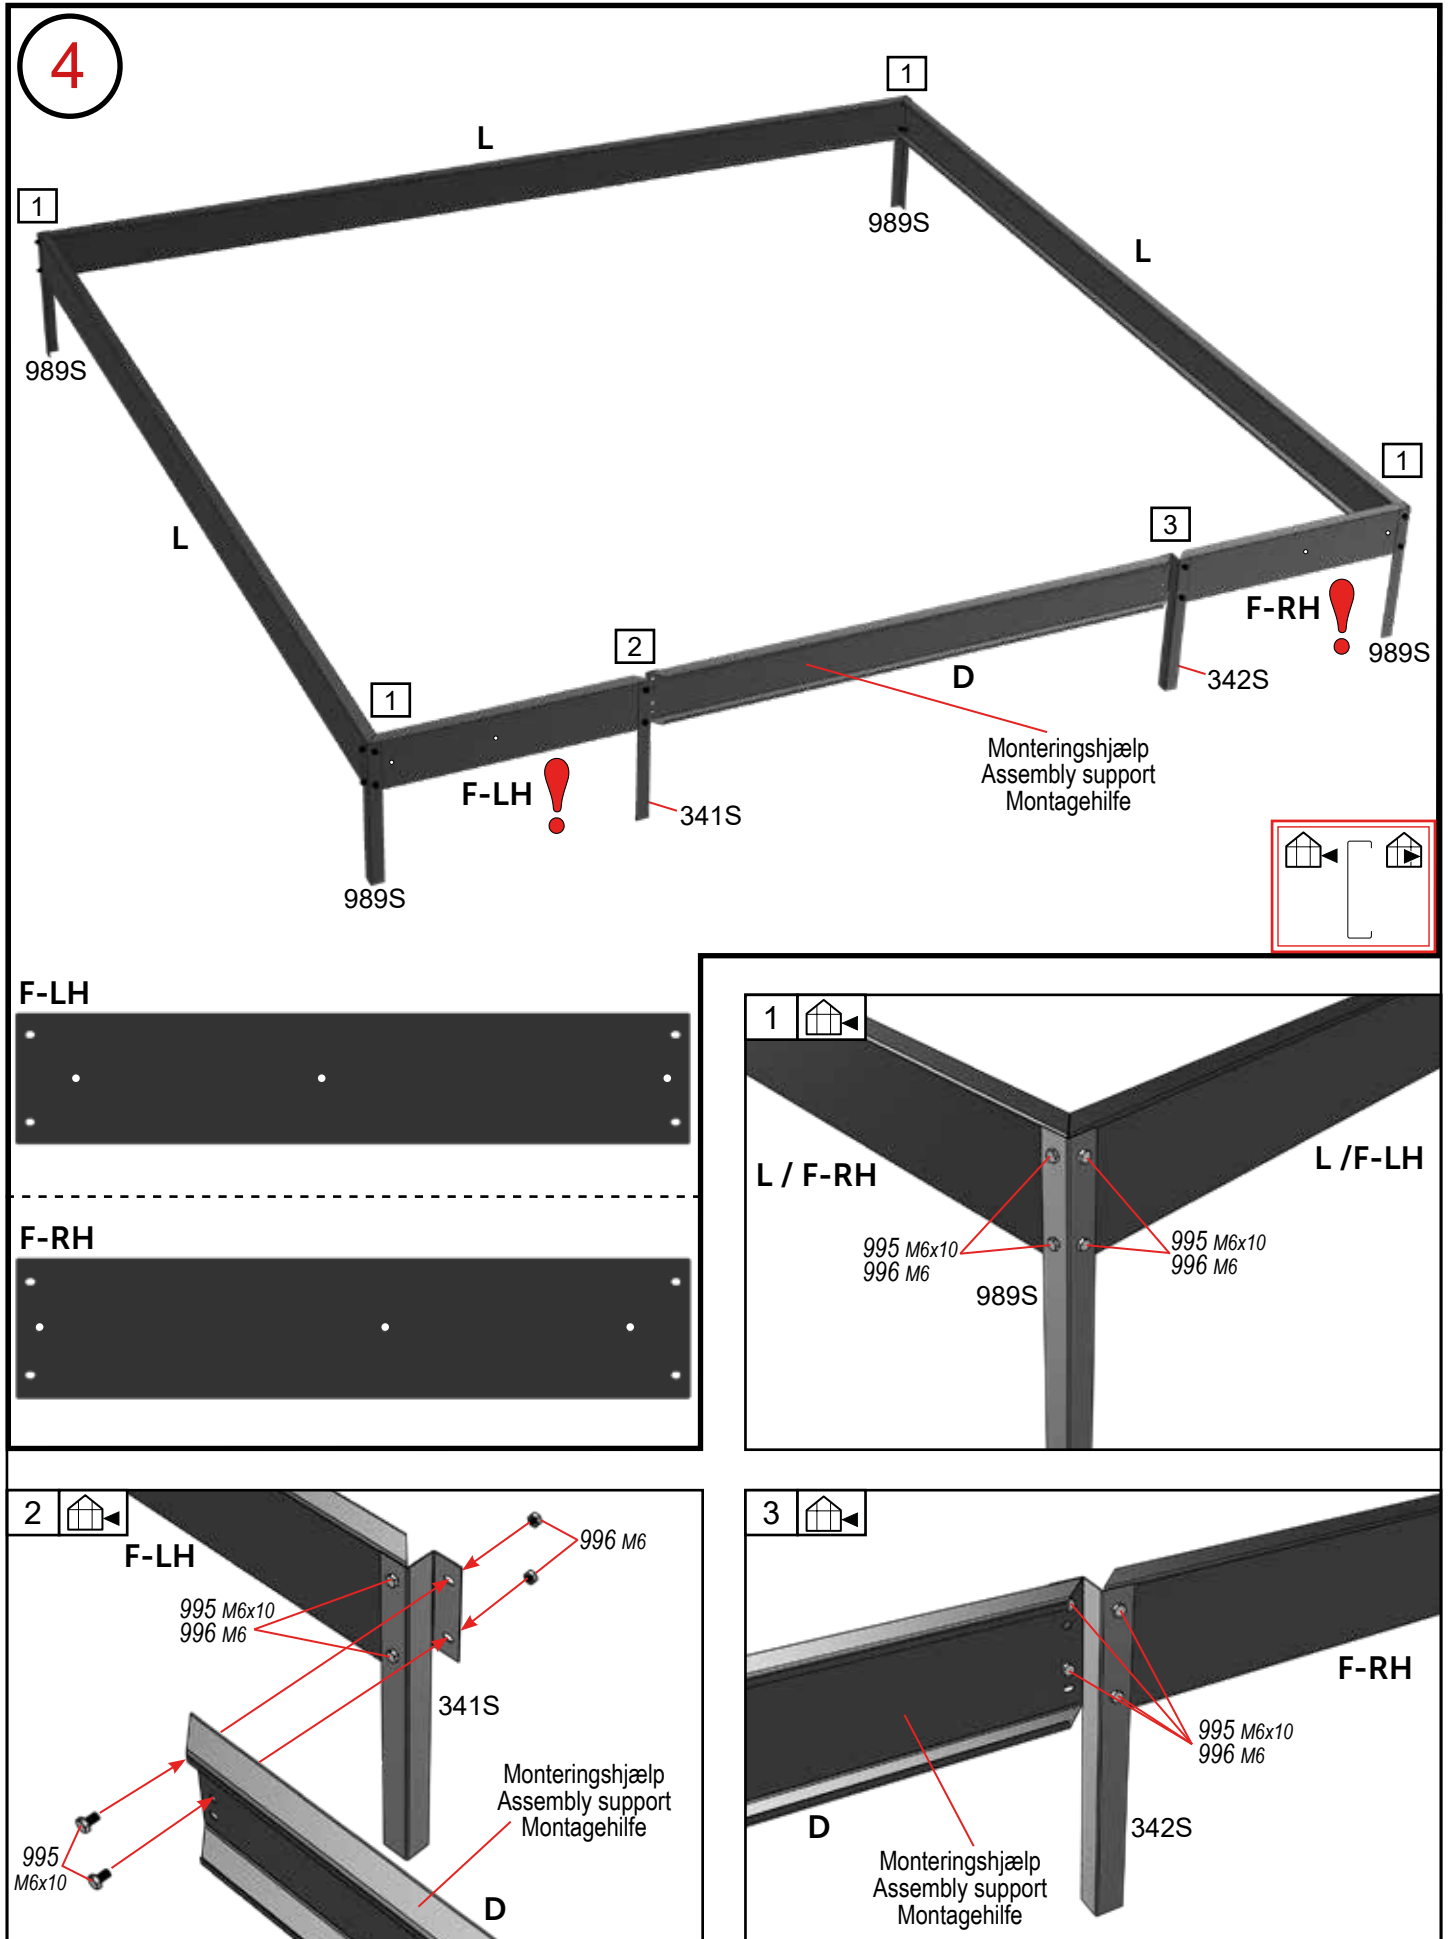 4
1
L
1
989S
L
989S
1
L
3
F-RH
2
989S
342S
D
1
Monteringshjælp
Assembly support
Montagehilfe
F-LH
341S
989S
F-LH
F-RH
1
L / F-RH
L /F-LH
995 M6x10
996 M6
995 M6x10
996 M6
989S
2
F-LH
996 M6
995 M6x10
996 M6
341S
Monteringshjælp
Assembly support
Montagehilfe
995
M6x10
D
3
F-RH
995 M6x10
996 M6
D
342S
Monteringshjælp
Assembly support
Montagehilfe